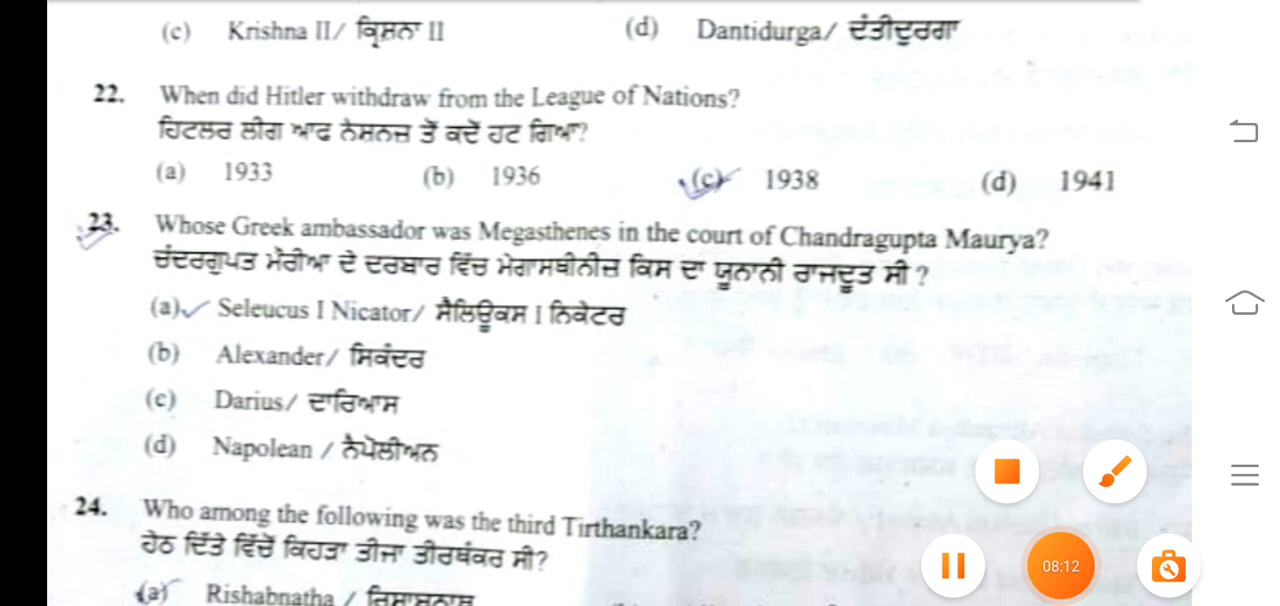 (c) Krishna II/ ਕ੍ਰਿਸ਼ਨਾ II (d) Dantidurga/ ਦੰਤੀਦੁਰਗਾ
22. When did Hitler withdraw from the League of Nations?
ਹਿਟਲਰ ਲੀਗ ਆਫ ਨੇਸ਼ਨਜ਼ ਤੋਂ ਕਦੋਂ ਹਟ ਗਿਆ?
(a) 1933 (b) 1936 (c) 1938 (d) 1941
23. Whose Greek ambassador was Megasthenes in the court of Chandragupta Maurya?
ਚੰਦਰਗੁਪਤ ਮੌਰੀਆ ਦੇ ਦਰਬਾਰ ਵਿੱਚ ਮੇਗਾਸਥੀਨੀਜ਼ ਕਿਸ ਦਾ ਯੂਨਾਨੀ ਰਾਜਦੂਤ ਸੀ ?
(a) Seleucus I Nicator/ ਸੈਲਿਊਕਸ I ਨਿਕੇਟਰ
(b) Alexander/ ਸਿਕੰਦਰ
(c) Darius/ ਦਾਰਿਆਸ
(d) Napolean / ਨੈਪੋਲੀਅਨ
24. Who among the following was the third Tirthankara?
ਹੇਠ ਦਿੱਤੇ ਵਿੱਚੋਂ ਕਿਹੜਾ ਤੀਜਾ ਤੀਰਥੰਕਰ ਸੀ?
(a) Rishabnatha /
08:12